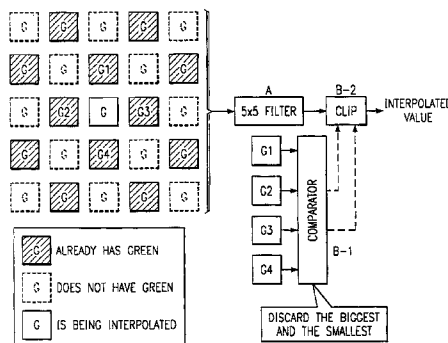 G G G G G
G G G1 G G
G G2 G G3 G
G G G4 G G
G G G G G
A
5x5 FILTER
B-2
CLIP
INTERPOLATED
VALUE
G1
G2
G3
G4
COMPARATOR
B-1
DISCARD THE BIGGEST
AND THE SMALLEST
G ALREADY HAS GREEN
G DOES NOT HAVE GREEN
G IS BEING INTERPOLATED